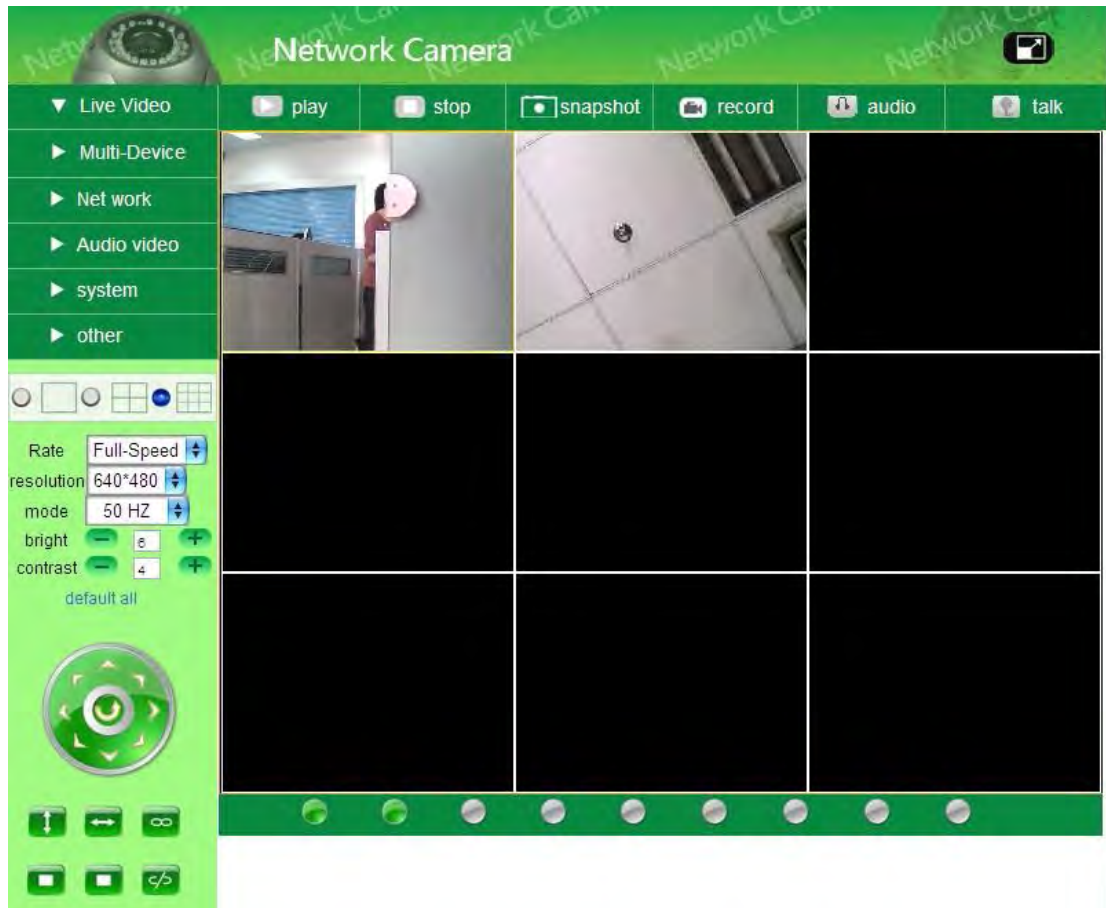 Network Camera
Live Video
play
stop
snapshot
record
audio
talk
Multi-Device
Net work
Audio video
system
other
Rate Full-Speed
resolution 640*480
mode 50 HZ
bright 6
contrast 4
default all